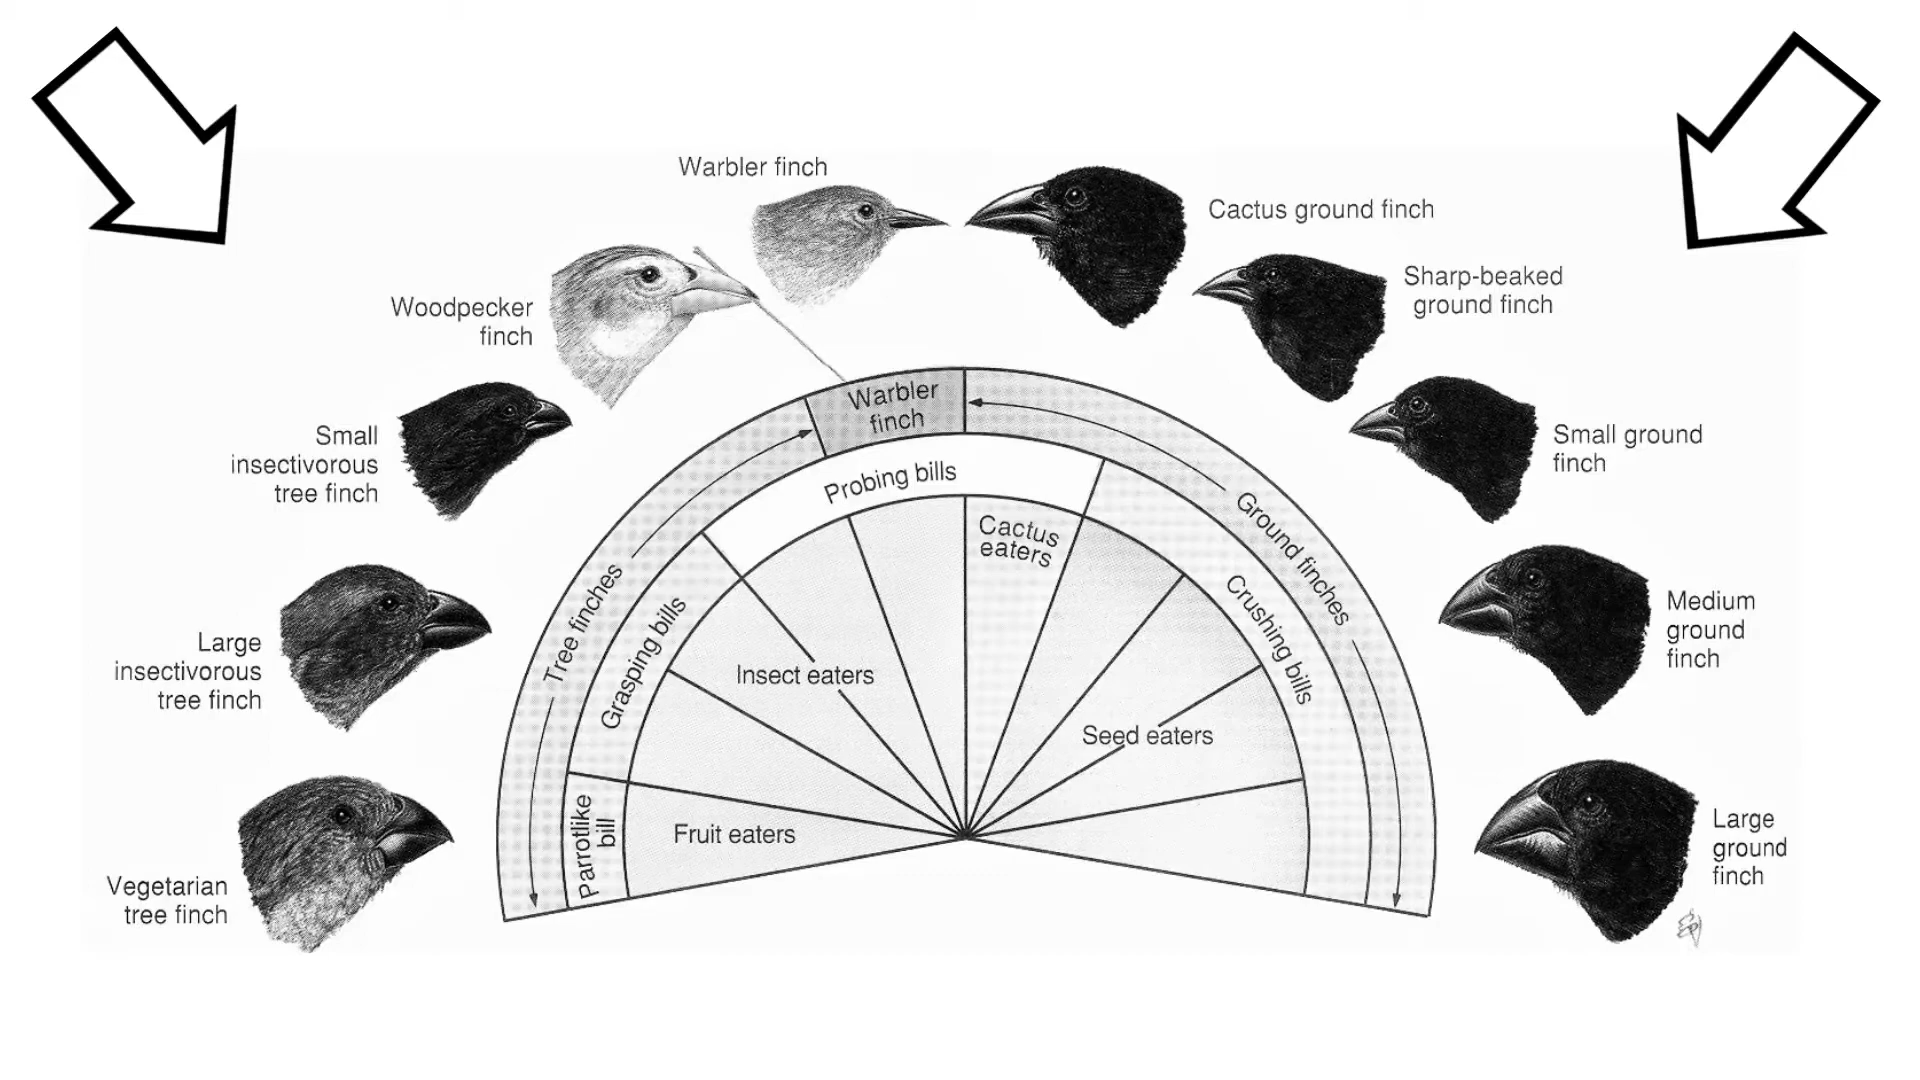 Warbler finch
Cactus ground finch
Sharp-beaked
ground finch
Woodpecker
finch
Warbler
finch
Small
insectivorous
tree finch
Small ground
finch
Probing bills
Cactus
eaters
Ground finches
Tree finches
Grasping bills
Crushing bills
Large
insectivorous
tree finch
Insect eaters
Medium
ground
finch
Seed eaters
Parrotlike
bill
Fruit eaters
Large
ground
finch
Vegetarian
tree finch